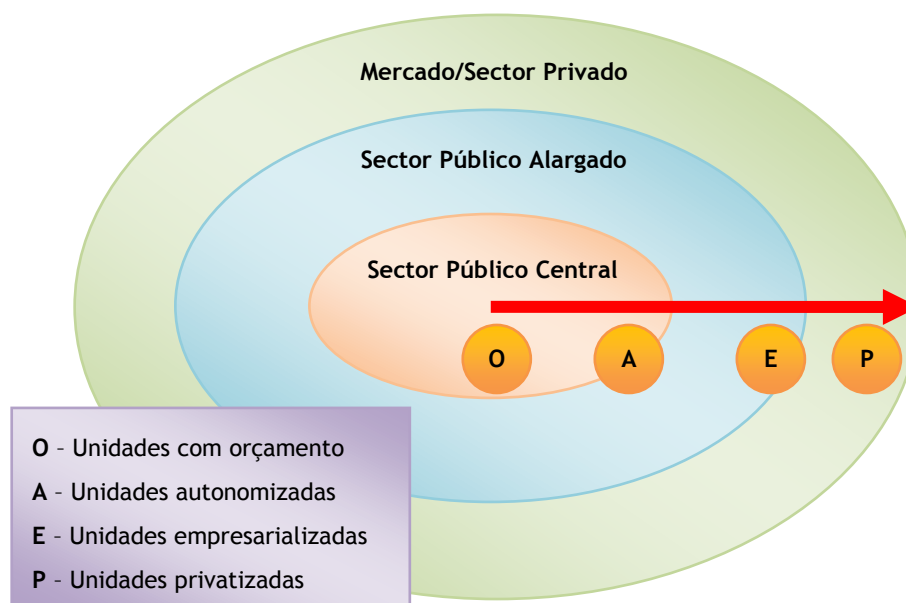 Mercado/Sector Privado
Sector Público Alargado
Sector Público Central
O
A
E
P
O – Unidades com orçamento
A – Unidades autonomizadas
E – Unidades empresarializadas
P – Unidades privatizadas